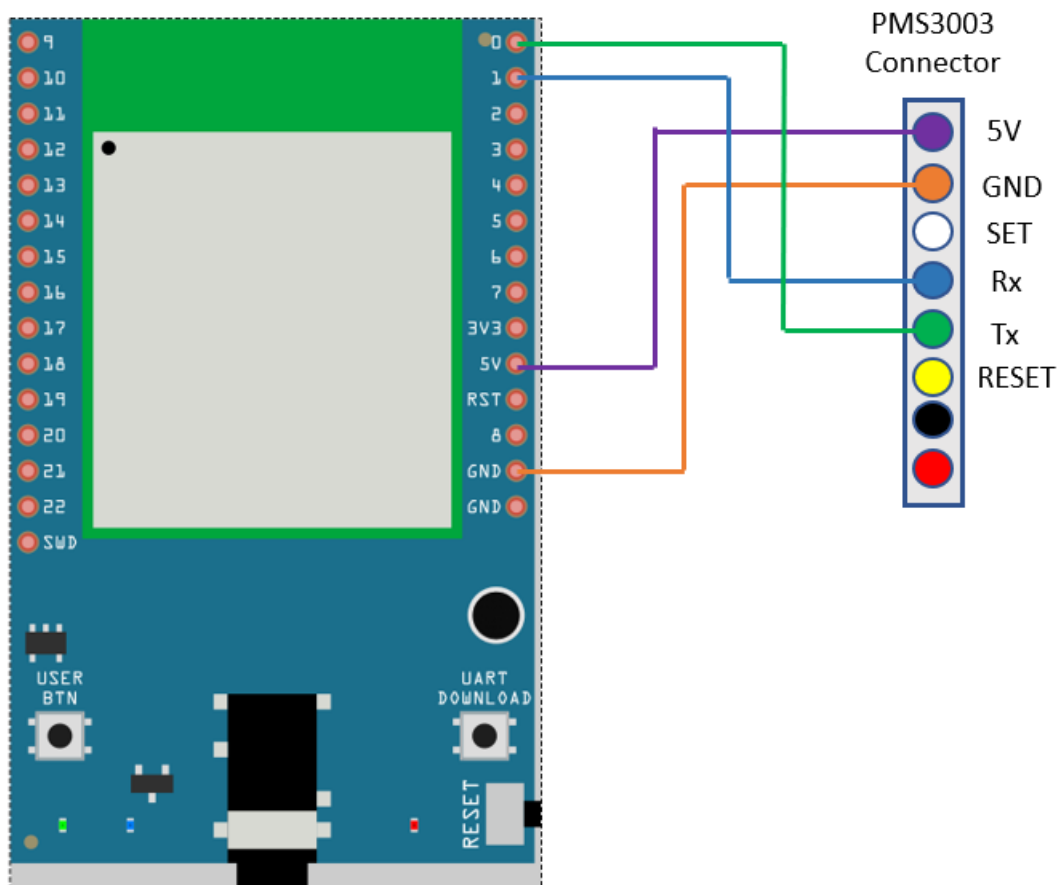 PMS3003
Connector
9
10
11
12
13
14
15
16
17
18
19
20
21
22
SWD
0
1
2
3
4
5
6
7
3V3
5V
RST
8
GND
GND
5V
GND
SET
Rx
Tx
RESET
USER
BTN
UART
DOWNLOAD
RESET